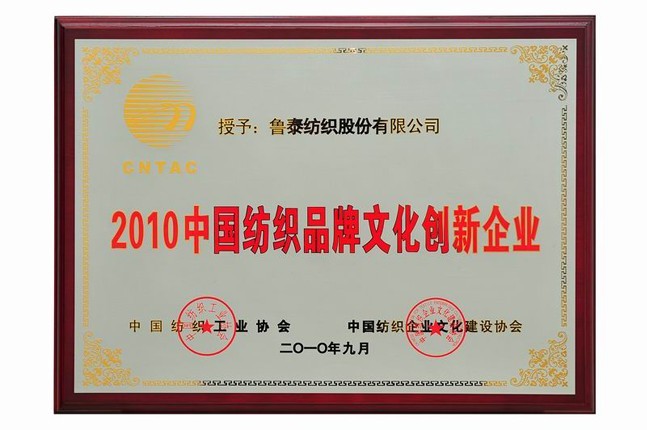 CNTAC
授予：鲁泰纺织股份有限公司
2010中国纺织品牌文化创新企业
中国纺织工业协会 中国纺织企业文化建设协会
二〇一〇年九月